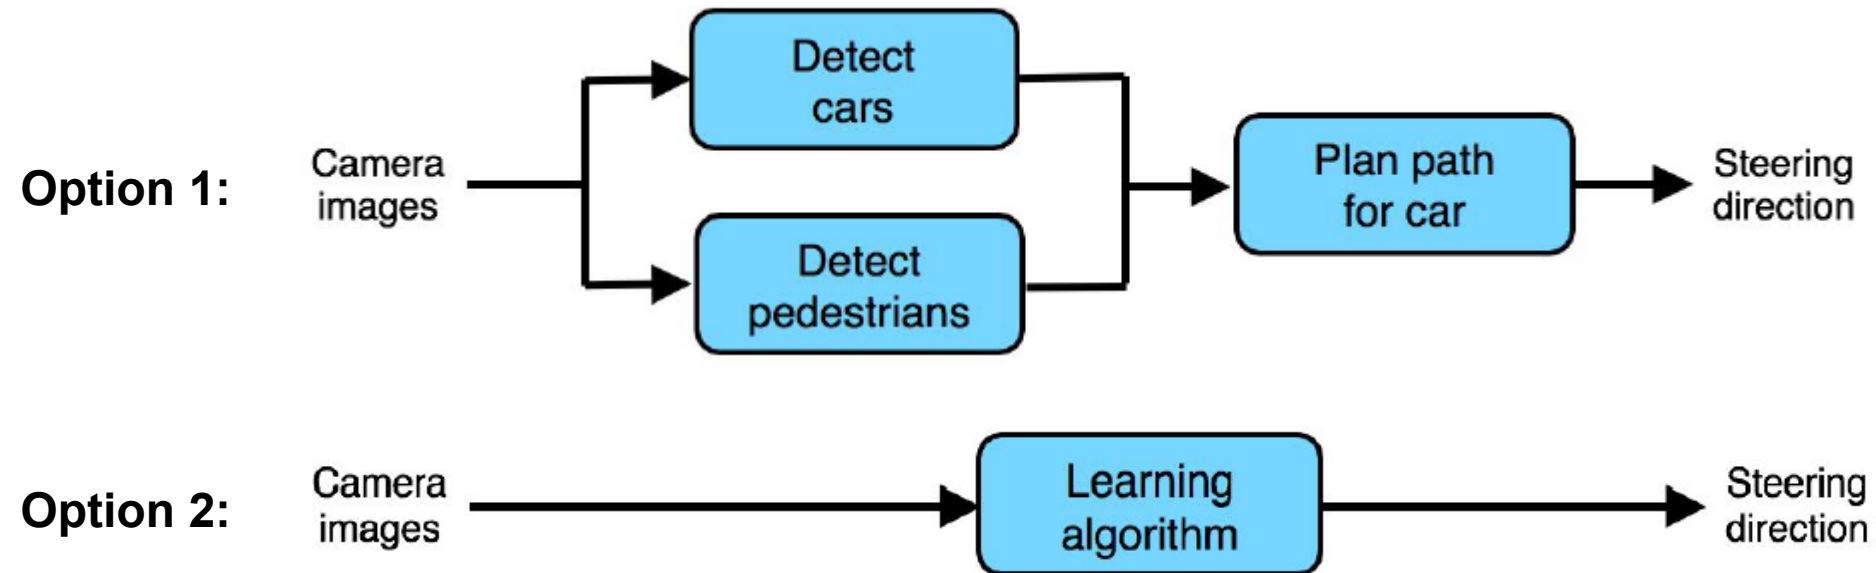 Option 1:
Camera
images
Detect
cars
Detect
pedestrians
Plan path
for car
Steering
direction
Option 2:
Camera
images
Learning
algorithm
Steering
direction